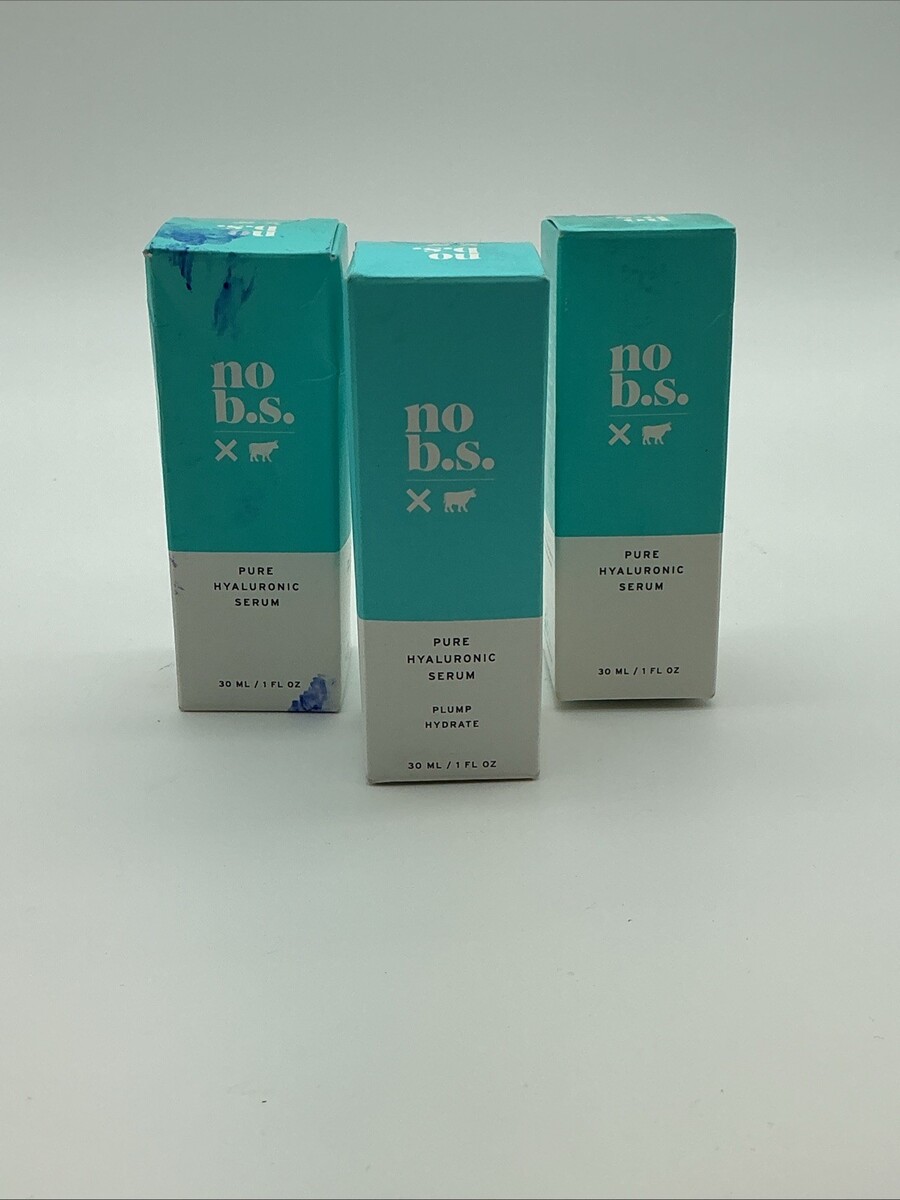 no
b.s.
PURE
HYALURONIC
SERUM
30 ML / 1 FL OZ
no
b.s.
no
b.s.
PURE
HYALURONIC
SERUM
PLUMP
HYDRATE
30 ML / 1 FL OZ
no
b.s.
PURE
HYALURONIC
SERUM
30 ML / 1 FL OZ